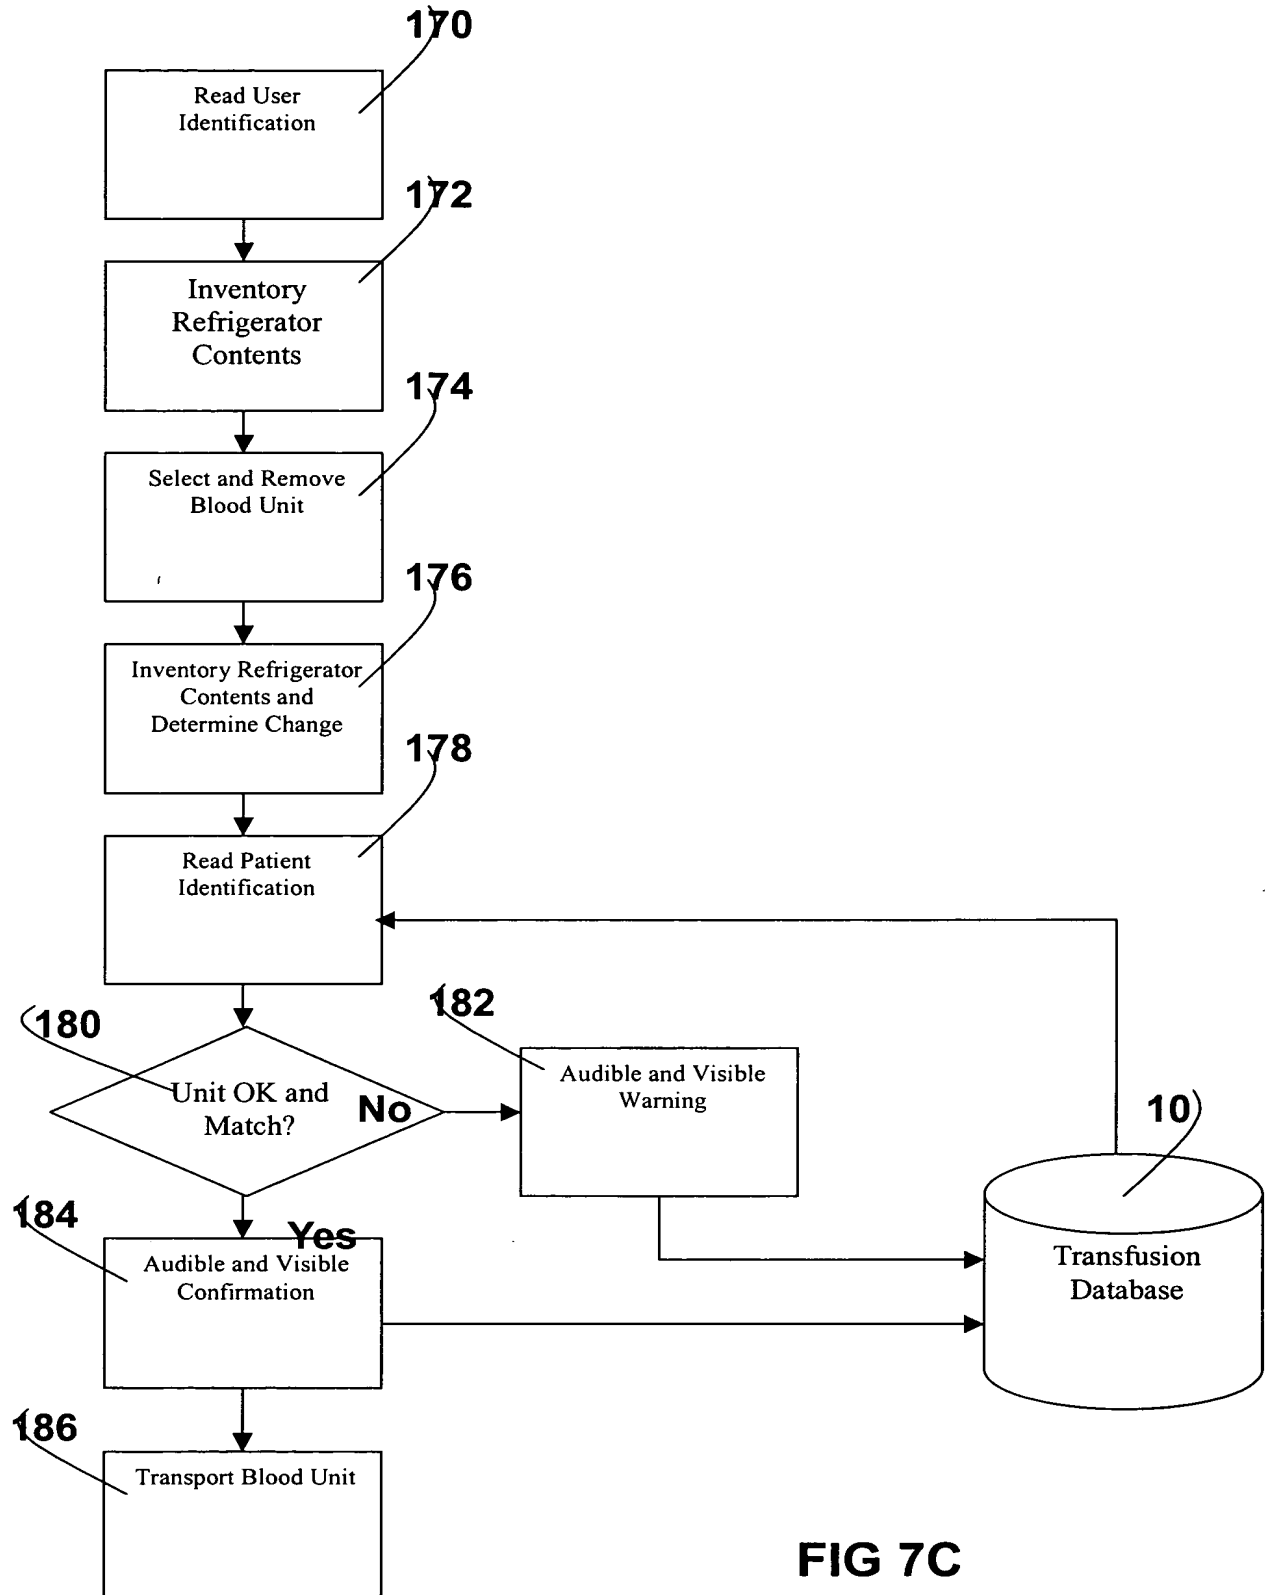 170
Read User
Identification
172
Inventory
Refrigerator
Contents
174
Select and Remove
Blood Unit
176
Inventory Refrigerator
Contents and
Determine Change
178
Read Patient
Identification
180
Unit OK and
Match?
No
182
Audible and Visible
Warning
10
Transfusion
Database
184
Yes
Audible and Visible
Confirmation
186
Transport Blood Unit
FIG 7C